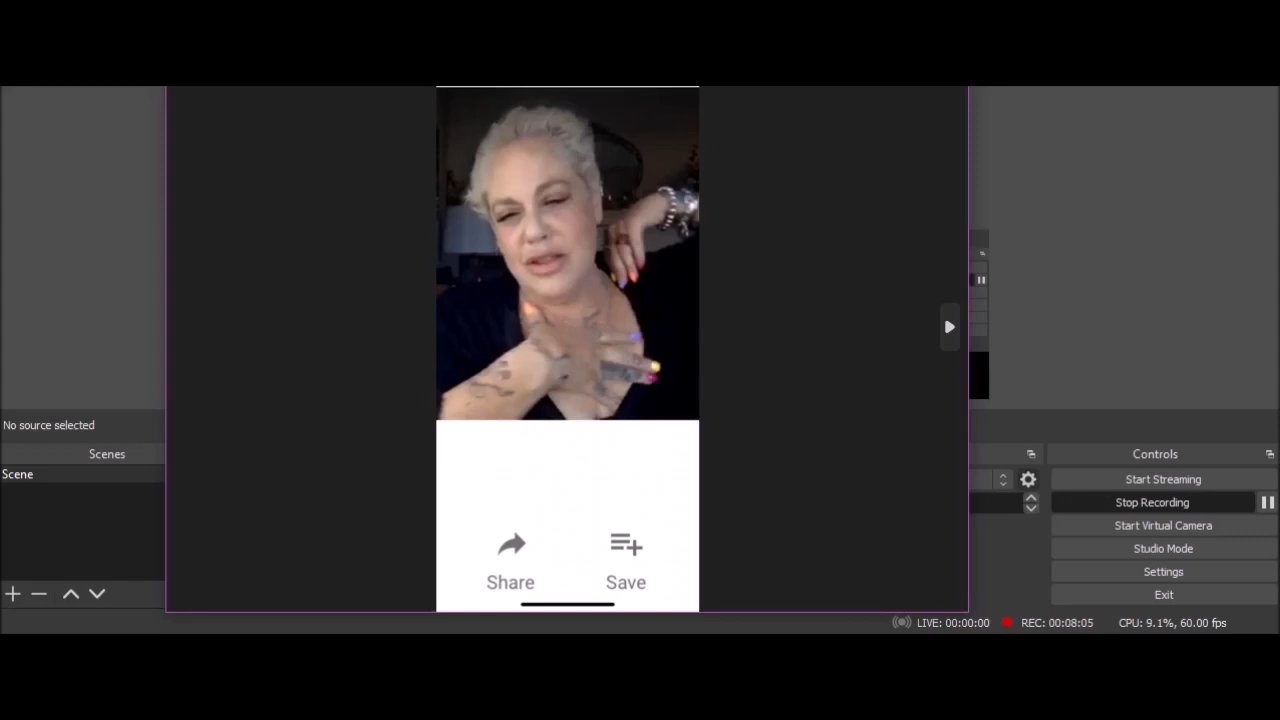 No source selected
Scenes
Controls
Scene
Start Streaming
Stop Recording
Start Virtual Camera
Studio Mode
Share
Save
Settings
Exit
LIVE: 00:00:00
REC: 00:08:05
CPU: 9.1%, 60.00 fps